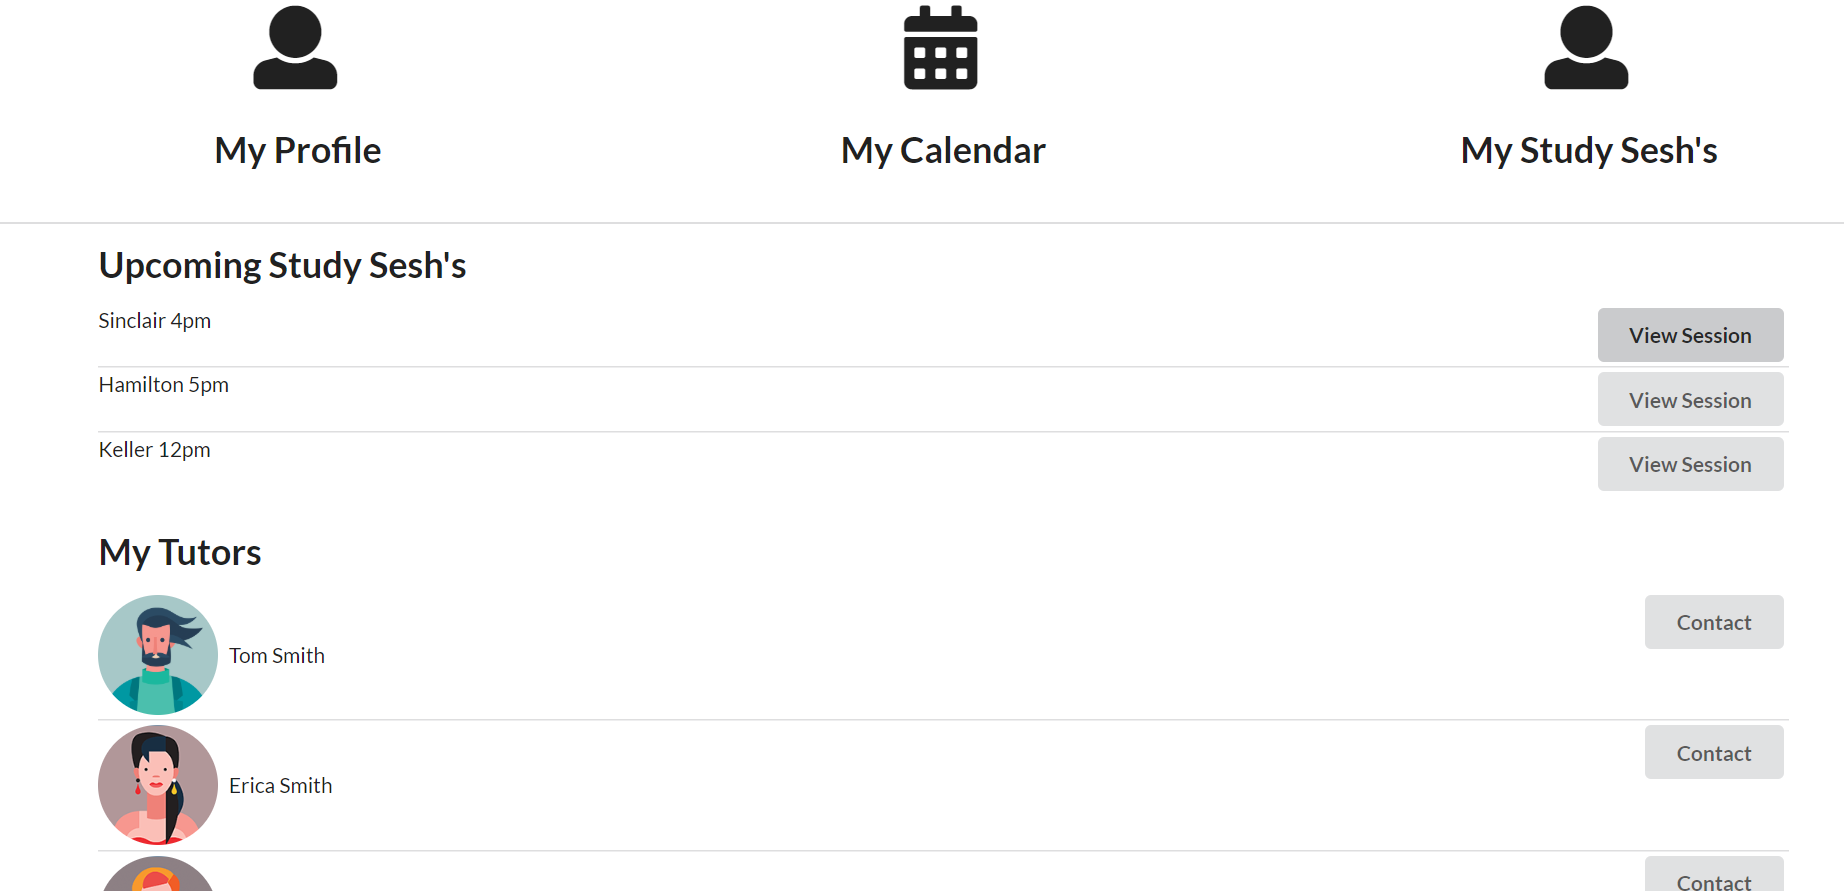 My Profile
My Calendar
My Study Sesh's
Upcoming Study Sesh's
Sinclair 4pm
View Session
Hamilton 5pm
View Session
Keller 12pm
View Session
My Tutors
Tom Smith
Contact
Erica Smith
Contact
Contact